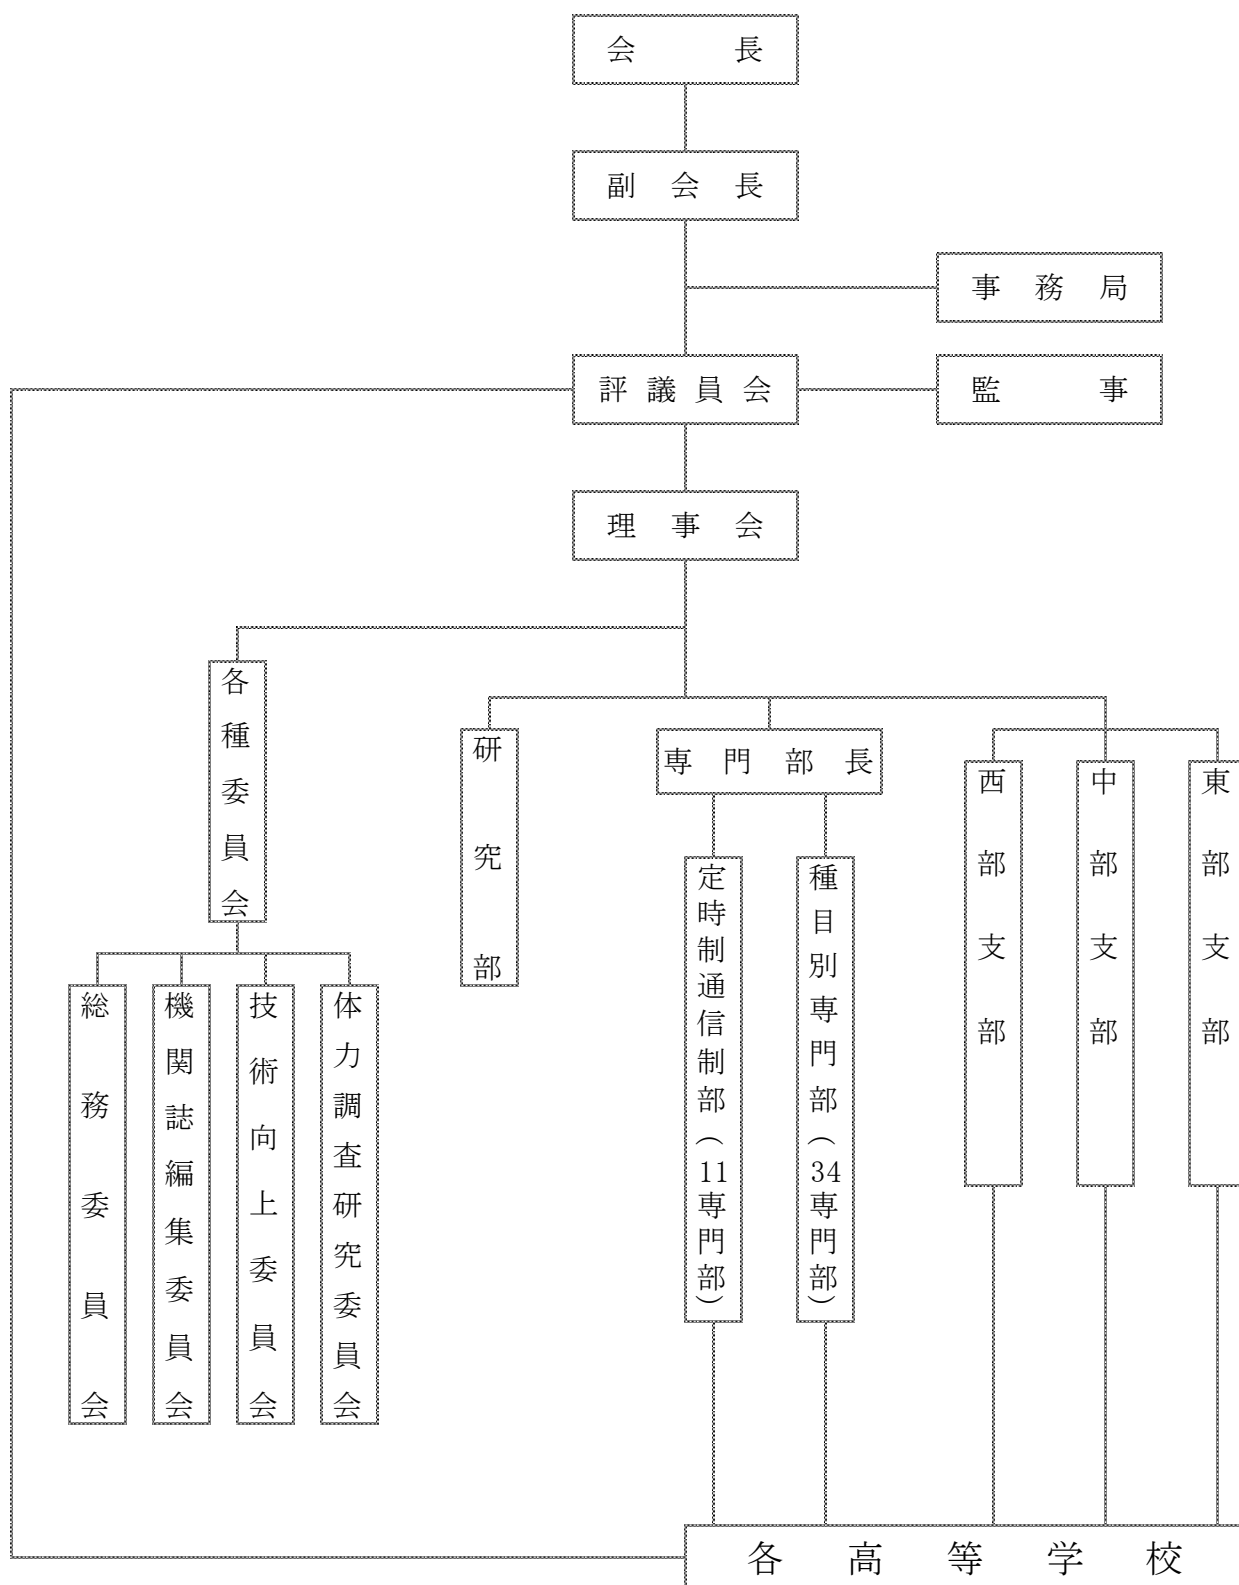 会長
副会長
事務局
評議員会
監事
理事会
各種委員会
研究部
専門部長
西部支部
中部支部
東部支部
定時制通信制部(11専門部)
種目別専門部(34専門部)
総務委員会
機関誌編集委員会
技術向上委員会
体力調査研究委員会
各高等学校